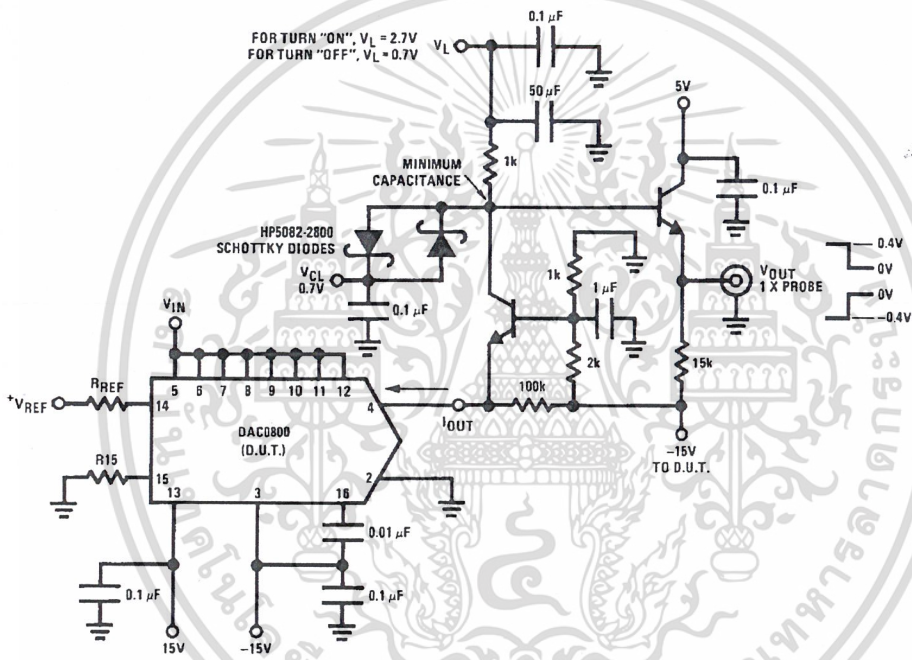 FOR TURN "ON", VL = 2.7V
FOR TURN "OFF", VL = 0.7V
VL
0.1 µF
50 µF
5V
1k
MINIMUM
CAPACITANCE
0.1 µF
HP5082-2800
SCHOTTKY DIODES
VCL
0.7V
0.1 µF
1k
1 µF
2k
VOUT
1 X PROBE
0.4V
0V
0V
-0.4V
15k
VIN
5 6 7 8 9 10 11 12
+VREF
RREF
14
DAC0800
(D.U.T.)
4
IOUT
100k
-15V
TO D.U.T.
R15
15
13
3
16
2
0.01 µF
0.1 µF
0.1 µF
15V
-15V